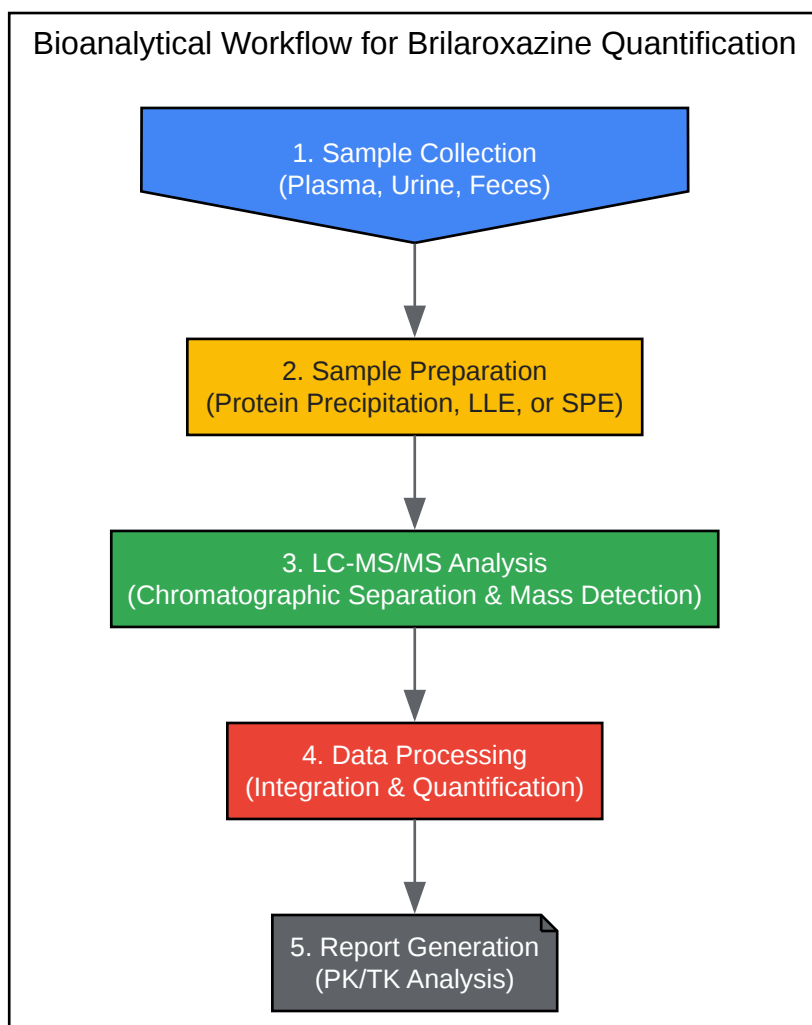 Bioanalytical Workflow for Brilaroxazine Quantification
1. Sample Collection
(Plasma, Urine, Feces)
2. Sample Preparation
(Protein Precipitation, LLE, or SPE)
3. LC-MS/MS Analysis
(Chromatographic Separation & Mass Detection)
4. Data Processing
(Integration & Quantification)
5. Report Generation
(PK/TK Analysis)